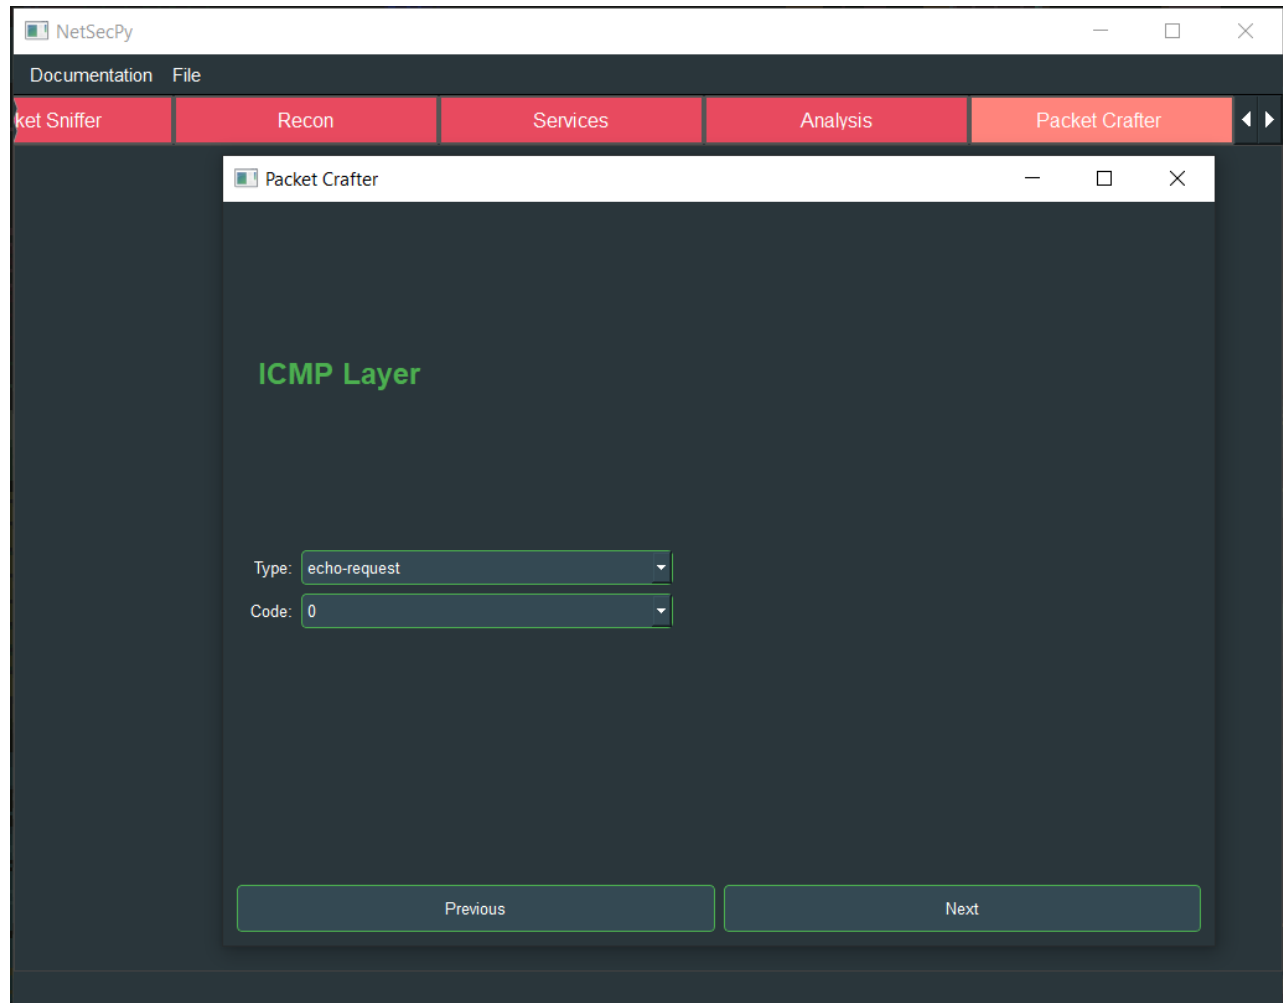 NetSecPy
Documentation File
ket Sniffer Recon Services Analysis Packet Crafter
Packet Crafter
ICMP Layer
Type: echo-request
Code: 0
Previous Next